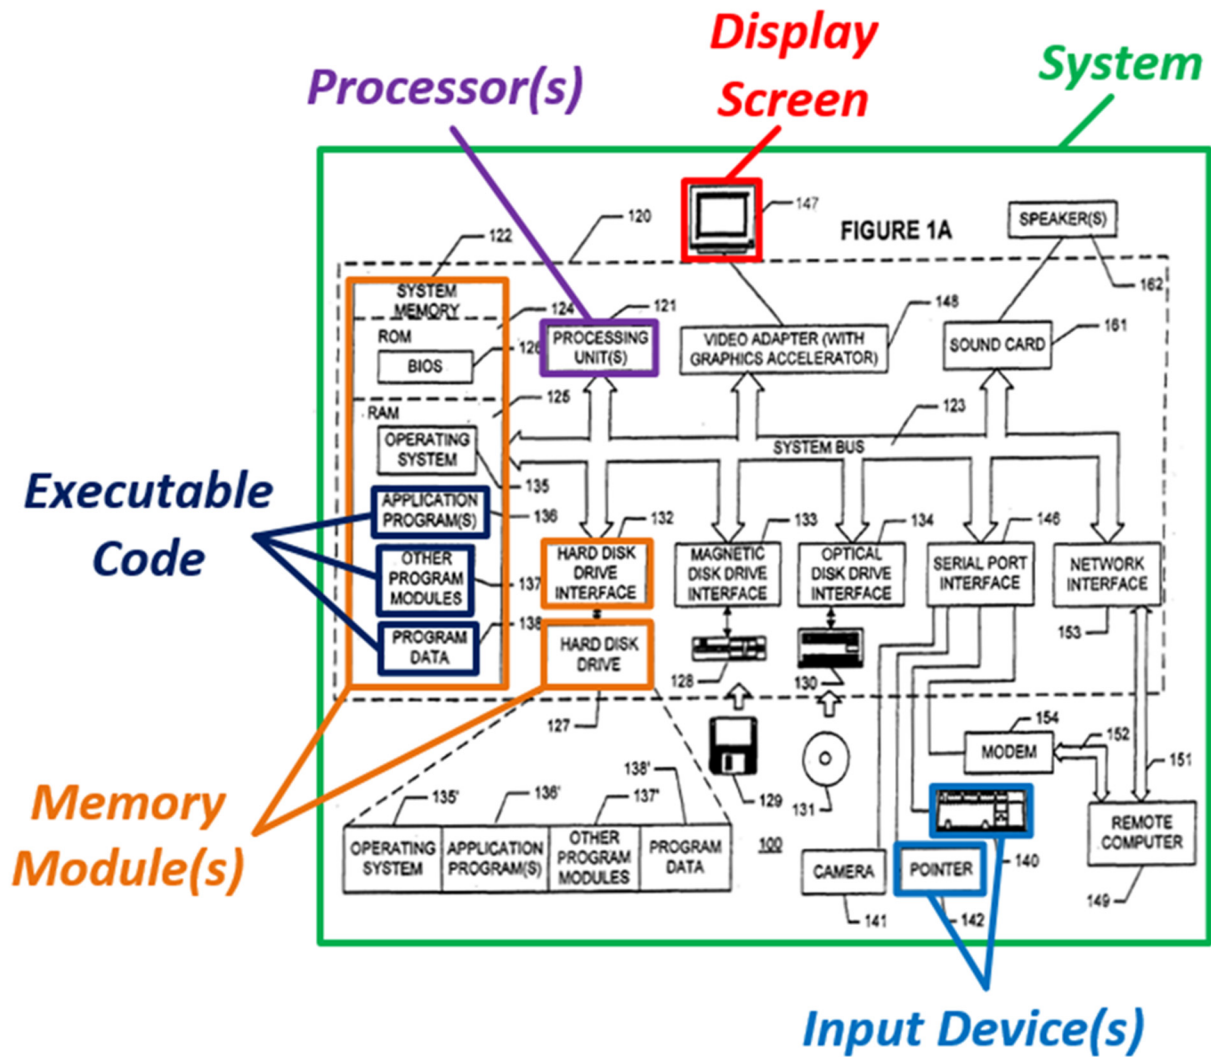 Display
Screen
System
Processor(s)
147
120
FIGURE 1A
SPEAKER(S)
122
162
SYSTEM
MEMORY
124
121
148
161
ROM
126
PROCESSING
UNIT(S)
VIDEO ADAPTER (WITH
GRAPHICS ACCELERATOR)
SOUND CARD
BIOS
125
123
RAM
OPERATING
SYSTEM
SYSTEM BUS
135
Executable
Code
APPLICATION
PROGRAM(S)
136
132
133
134
146
OTHER
PROGRAM
MODULES
137
HARD DISK
DRIVE
INTERFACE
MAGNETIC
DISK DRIVE
INTERFACE
OPTICAL
DISK DRIVE
INTERFACE
SERIAL PORT
INTERFACE
NETWORK
INTERFACE
138
153
PROGRAM
DATA
HARD DISK
DRIVE
128
130
127
154
152
MODEM
151
Memory
Module(s)
138'
135'
136'
137'
129
131
OPERATING
SYSTEM
APPLICATION
PROGRAM(S)
OTHER
PROGRAM
MODULES
PROGRAM
DATA
100
REMOTE
COMPUTER
140
CAMERA
POINTER
149
141
142
Input Device(s)